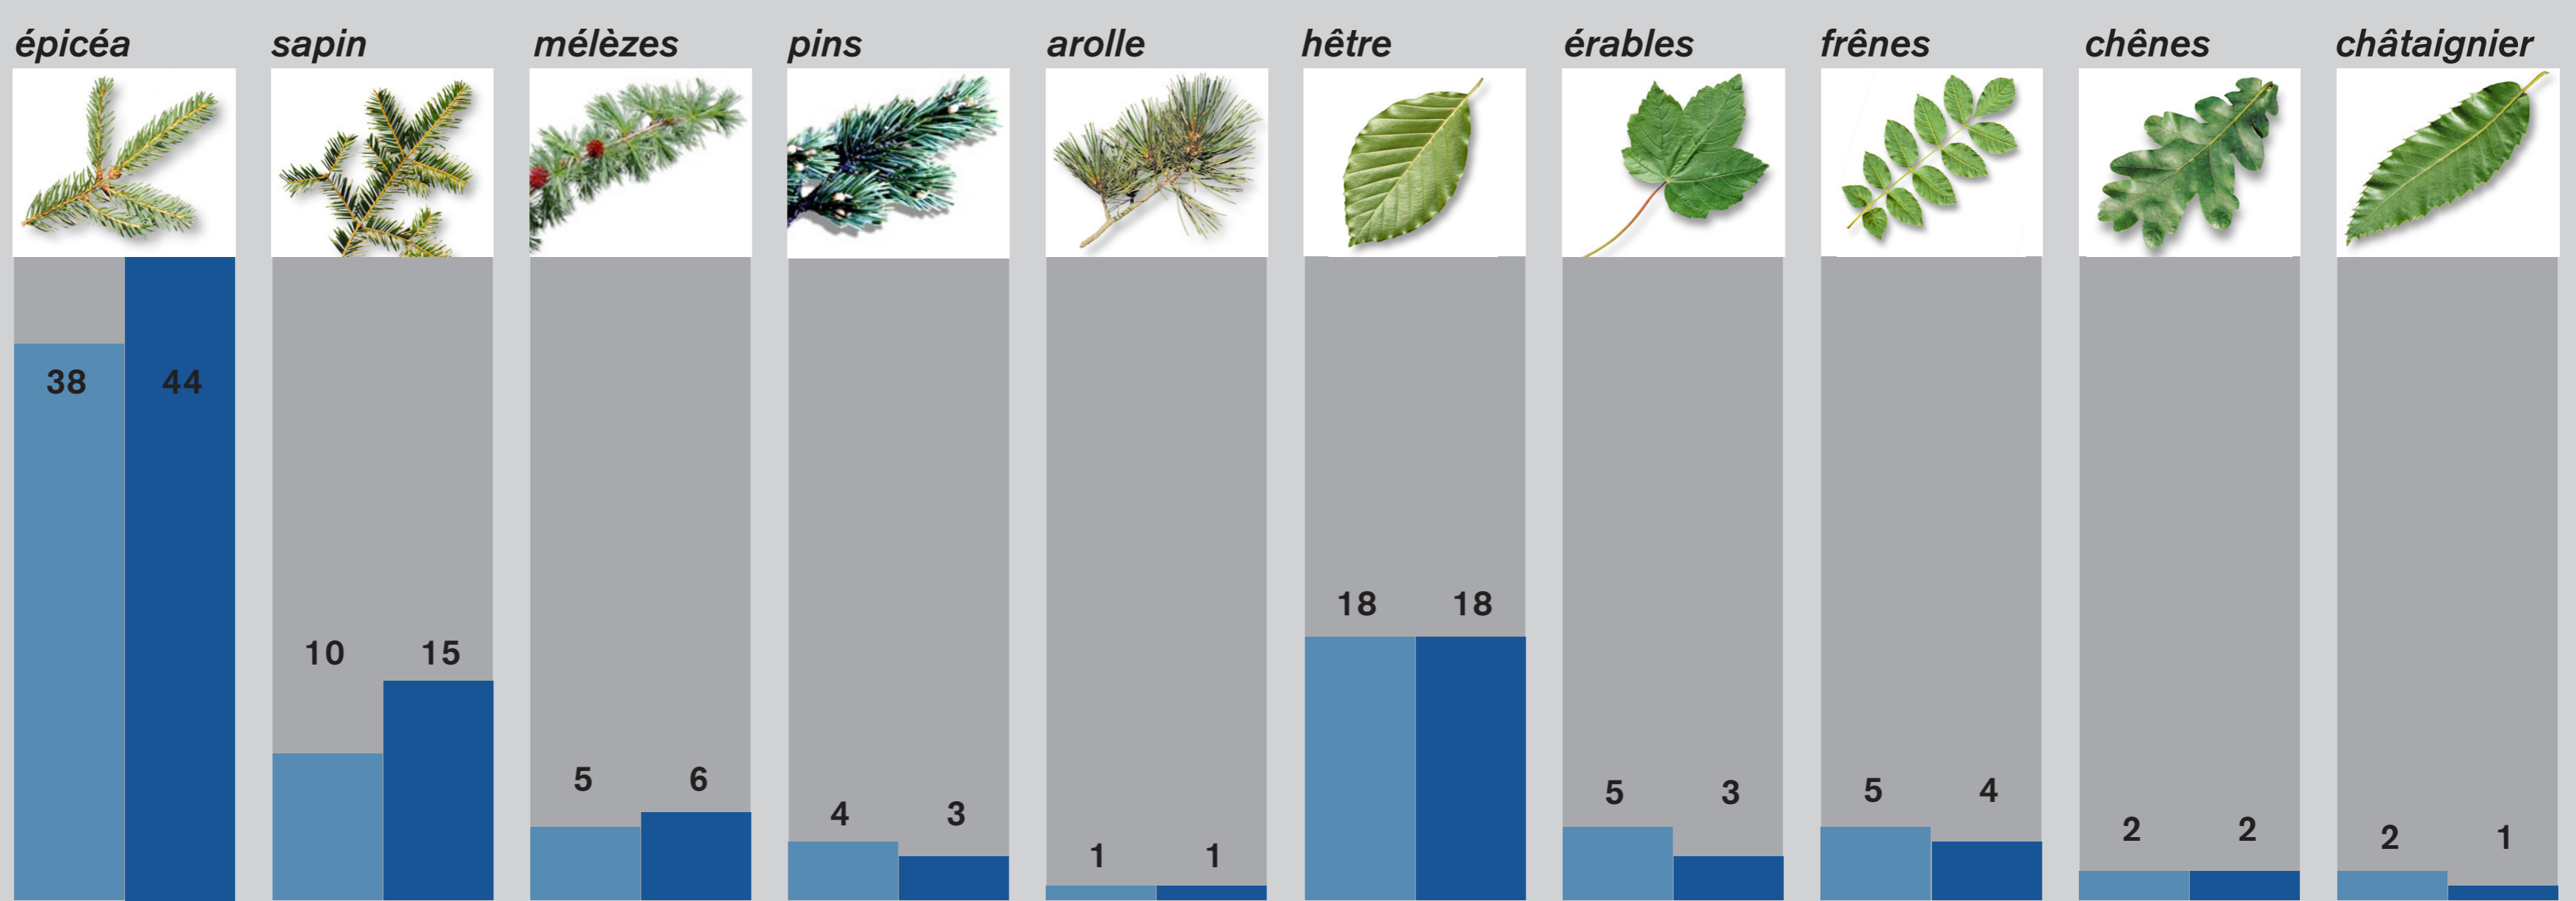 épicéa
sapin
mélèzes
pins
arolle
hêtre
érables
frênes
chênes
châtaignier
38 44
10 15
5 6
4 3
1 1
18 18
5 3
5 4
2 2
2 1